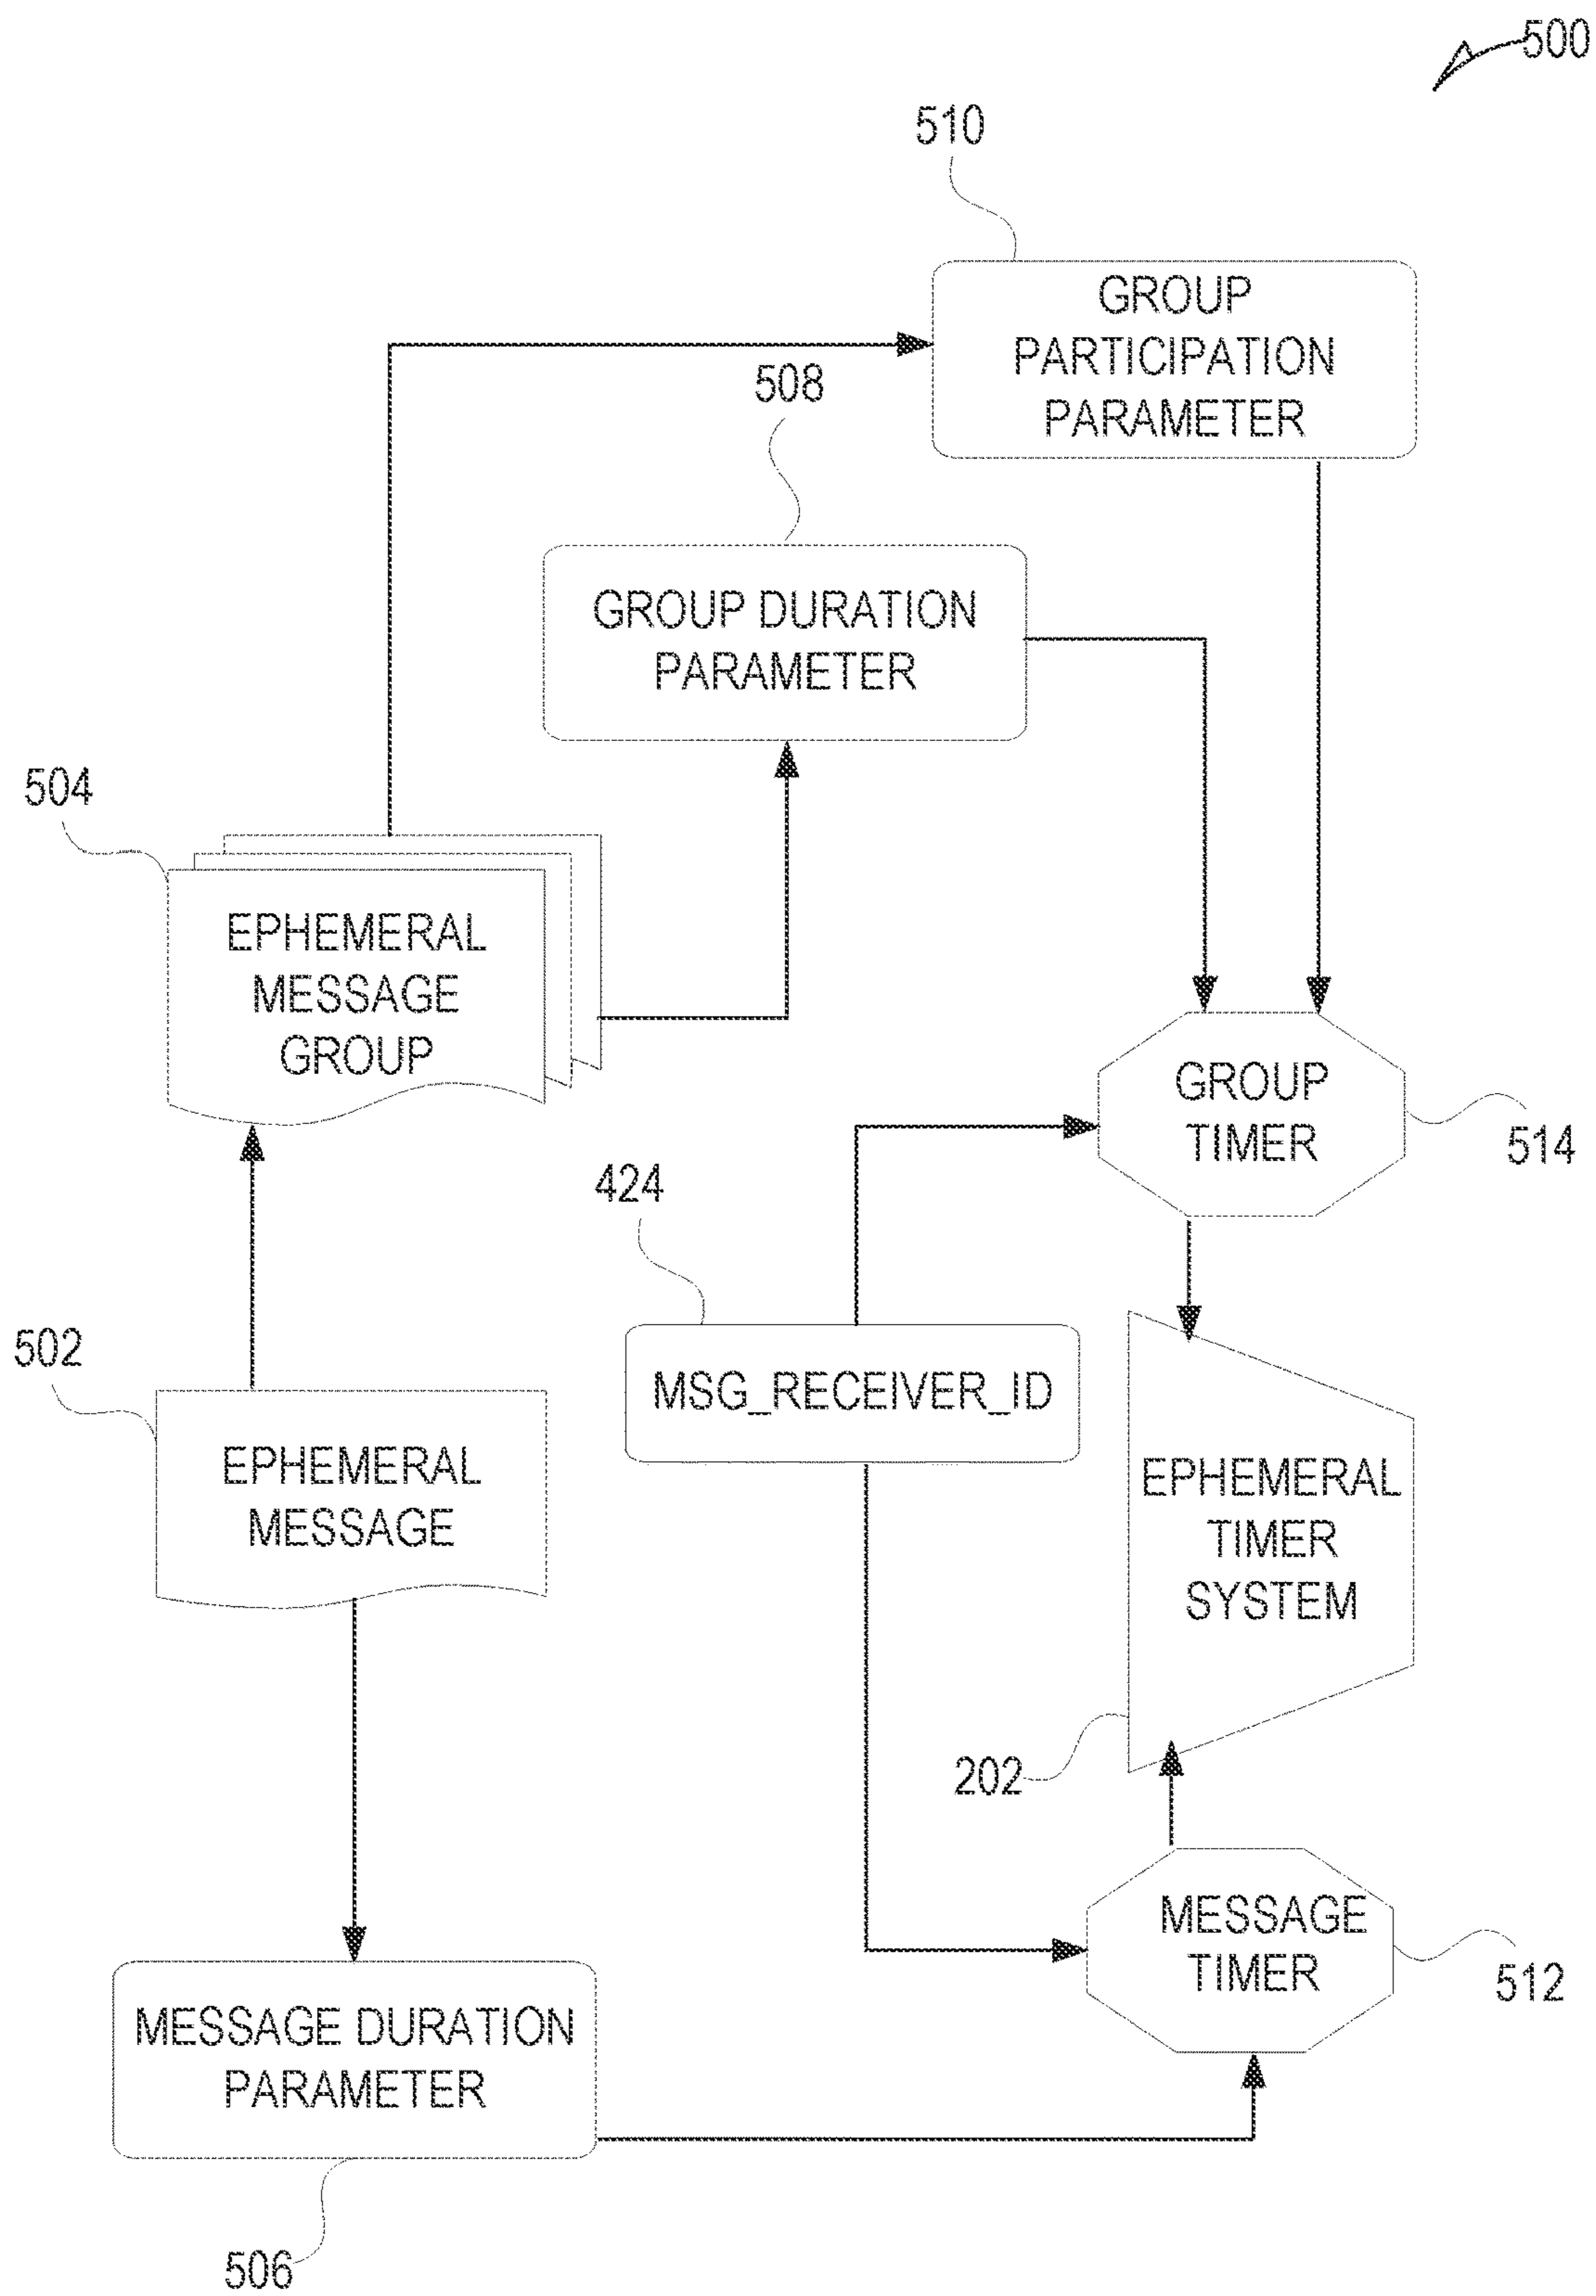 500
510
GROUP
PARTICIPATION
PARAMETER
508
GROUP DURATION
PARAMETER
504
EPHEMERAL
MESSAGE
GROUP
GROUP
TIMER
514
424
MSG_RECEIVER_ID
502
EPHEMERAL
MESSAGE
EPHEMERAL
TIMER
SYSTEM
202
MESSAGE
TIMER
512
MESSAGE DURATION
PARAMETER
506